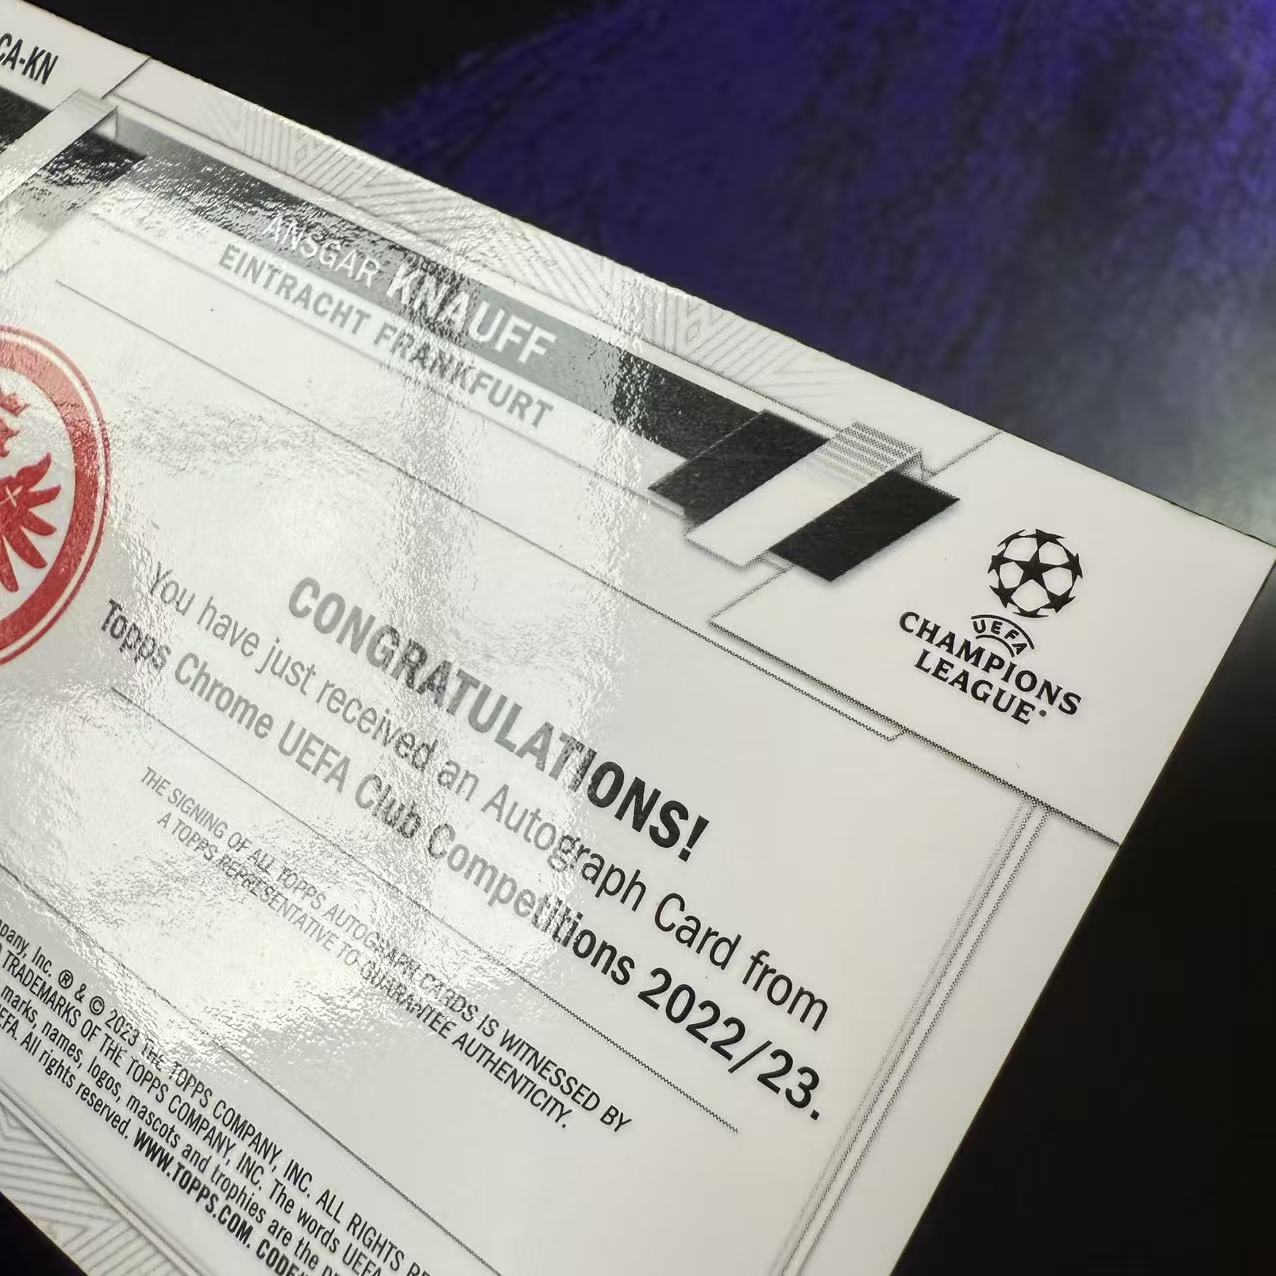 CA-KN
ANSGAR KNAUFF
EINTRACHT FRANKFURT
UEFA
CHAMPIONS
LEAGUE
CONGRATULATIONS!
You have just received an Autograph Card from
Topps Chrome UEFA Club Competitions 2022/23.
THE SIGNING OF ALL TOPPS AUTOGRAPH CARDS IS WITNESSED BY
A TOPPS REPRESENTATIVE TO GUARANTEE AUTHENTICITY.
Inc. ® & © 2023 THE TOPPS COMPANY, INC. ALL RIGHTS
TRADEMARKS OF THE TOPPS COMPANY, INC. The words UEFA
marks, names, logos, mascots and trophies are the
All rights reserved. WWW.TOPPS.COM.